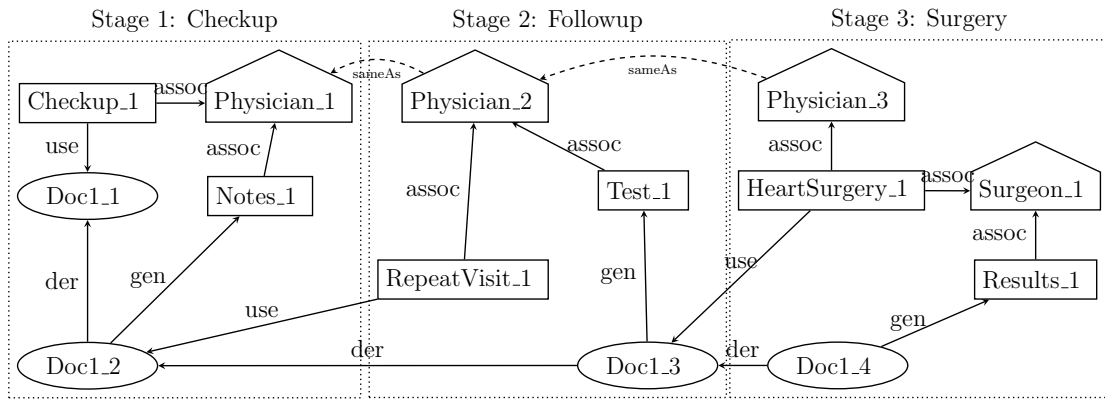 Stage 1: Checkup
Stage 2: Followup
Stage 3: Surgery
sameAs
sameAs
Checkup_1
assoc
Physician_1
Physician_2
Physician_3
use
assoc
assoc
assoc
assoc
assoc
Doc1_1
Notes_1
Test_1
HeartSurgery_1
Surgeon_1
assoc
der
gen
RepeatVisit_1
gen
use
Results_1
use
gen
Doc1_2
der
Doc1_3
der
Doc1_4